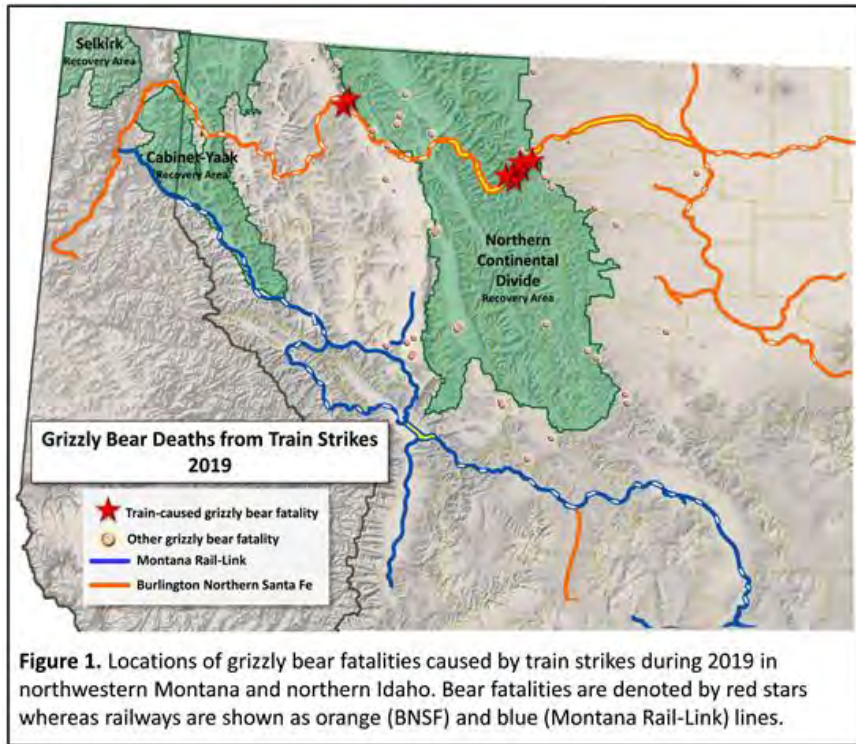 Selkirk
Recovery Area
Cabinet-Yaak
Recovery Area
Northern
Continental
Divide
Recovery Area
Grizzly Bear Deaths from Train Strikes
2019
Train-caused grizzly bear fatality
Other grizzly bear fatality
Montana Rail-Link
Burlington Northern Santa Fe
Figure 1. Locations of grizzly bear fatalities caused by train strikes during 2019 in
northwestern Montana and northern Idaho. Bear fatalities are denoted by red stars
whereas railways are shown as orange (BNSF) and blue (Montana Rail-Link) lines.